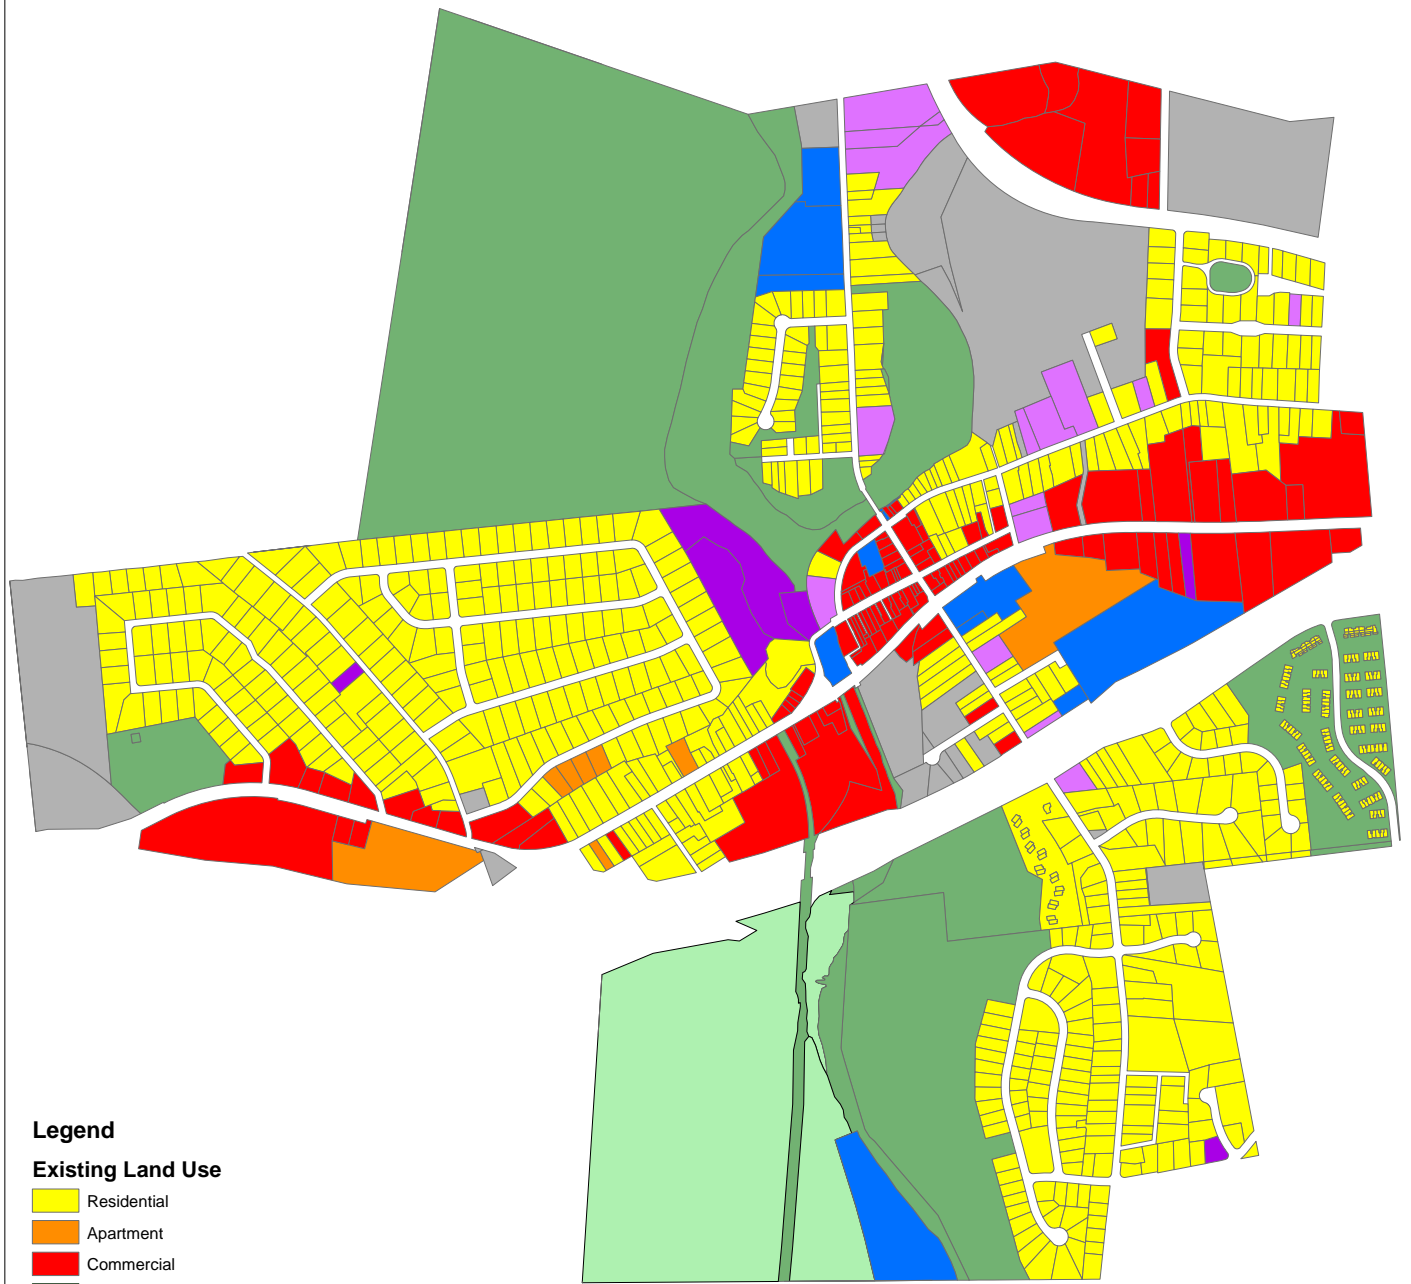 Legend
Existing Land Use
Residential
Apartment
Commercial